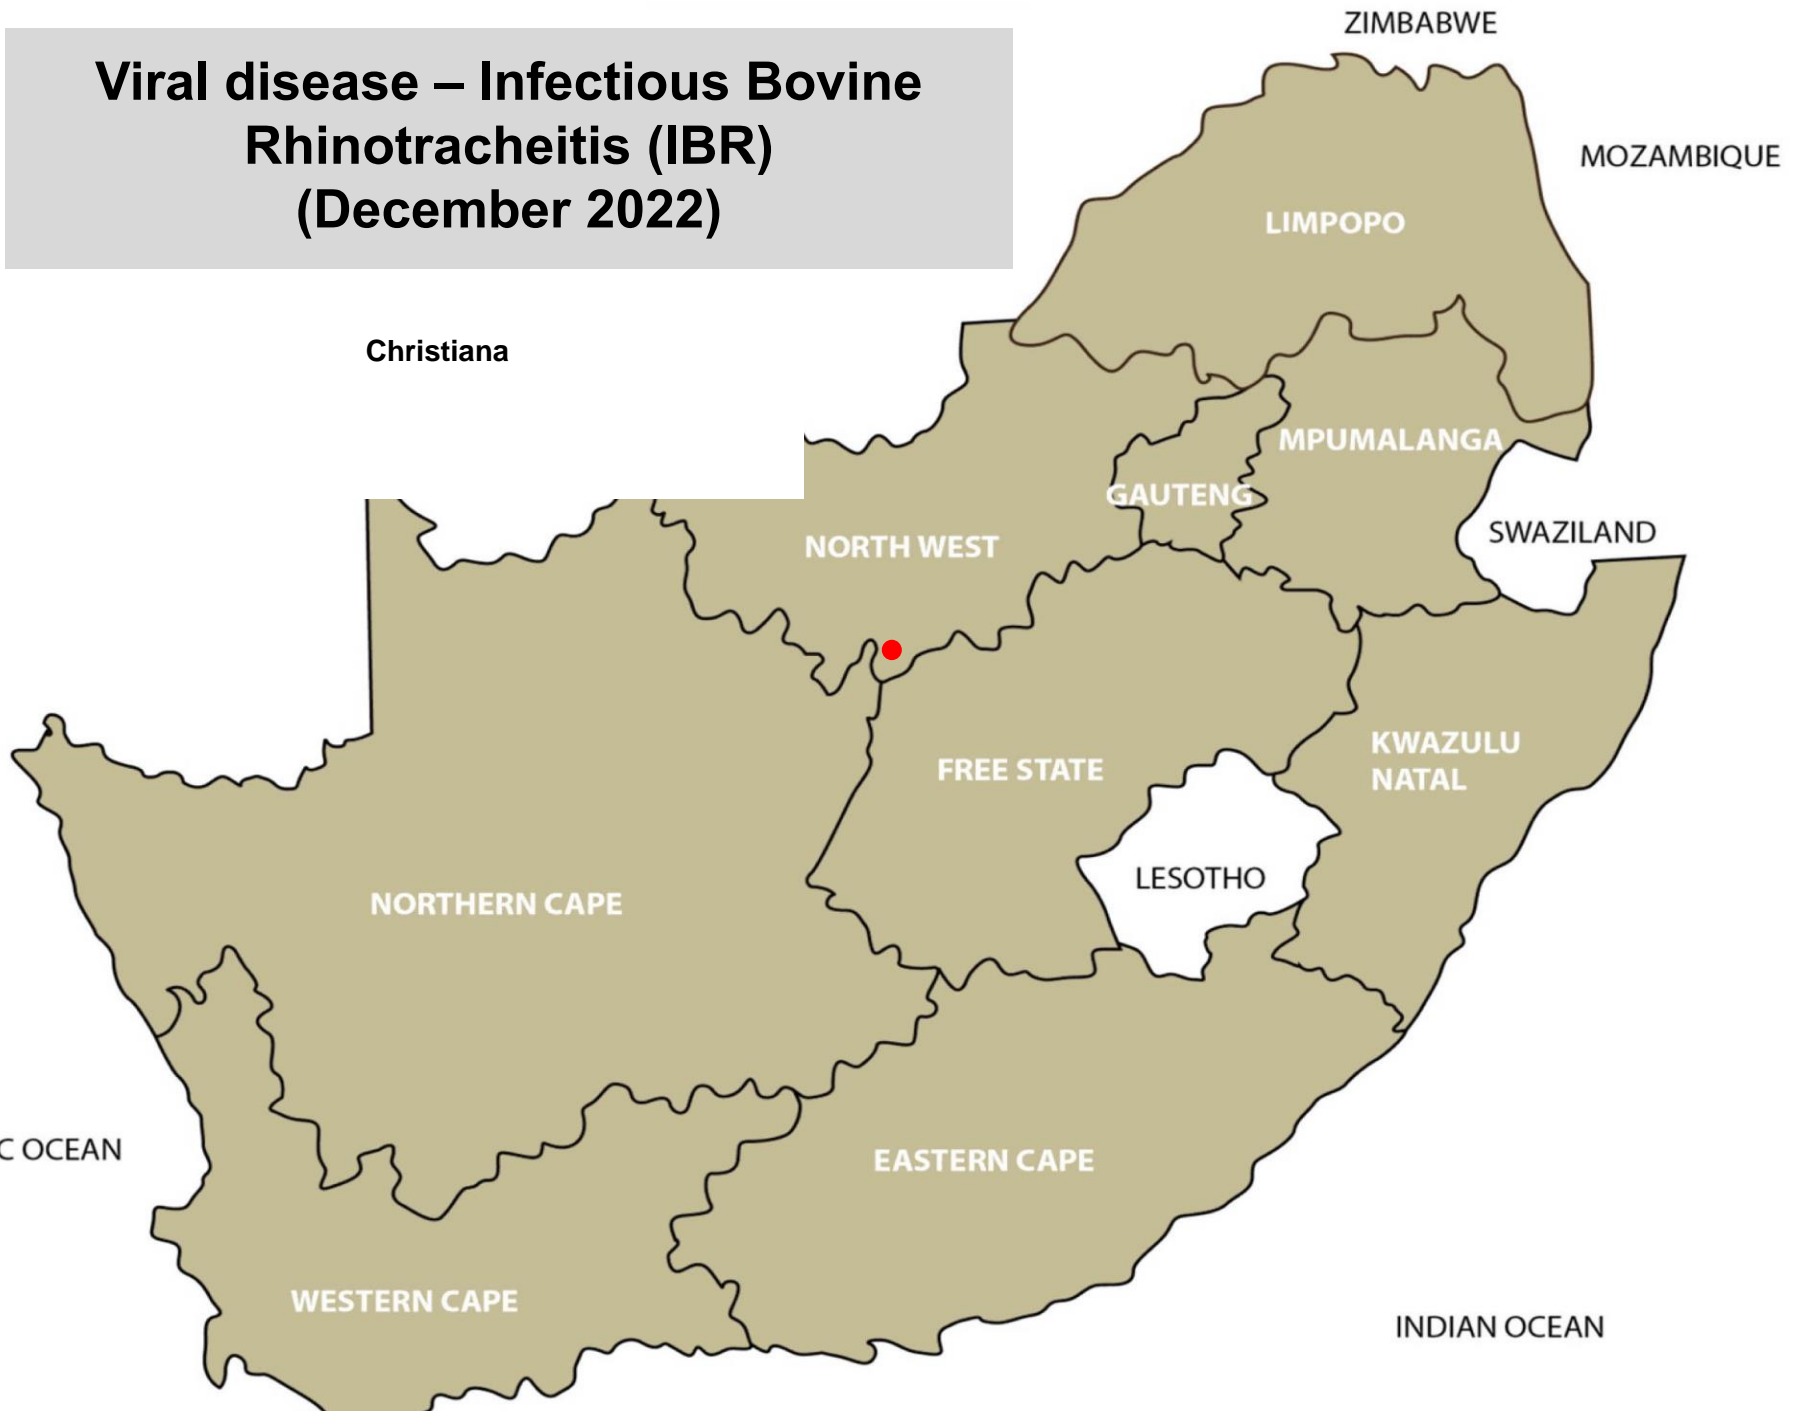 ZIMBABWE
Viral disease – Infectious Bovine
Rhinotracheitis (IBR)
(December 2022)
MOZAMBIQUE
LIMPOPO
Christiana
MPUMALANGA
GAUTENG
SWAZILAND
NORTH WEST
KWAZULU
NATAL
FREE STATE
LESOTHO
NORTHERN CAPE
C OCEAN
EASTERN CAPE
WESTERN CAPE
INDIAN OCEAN